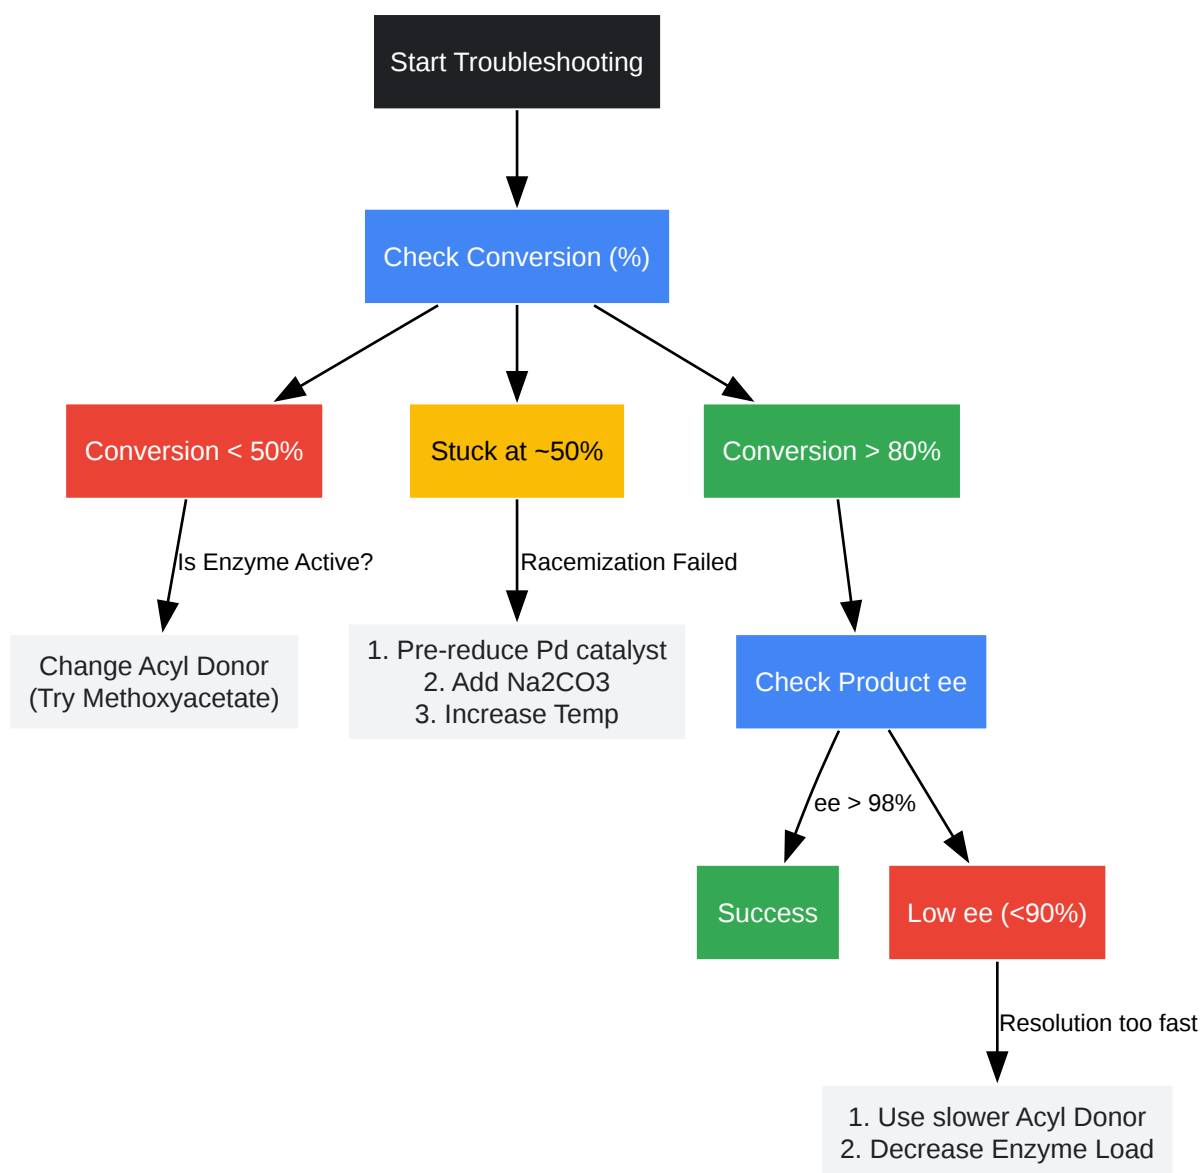 Start Troubleshooting
Check Conversion (%)
Conversion < 50%
Stuck at ~50%
Conversion > 80%
Is Enzyme Active?
Racemization Failed
Change Acyl Donor
(Try Methoxyacetate)
1. Pre-reduce Pd catalyst
2. Add Na2CO3
3. Increase Temp
Check Product ee
ee > 98%
Success
Low ee (<90%)
Resolution too fast
1. Use slower Acyl Donor
2. Decrease Enzyme Load